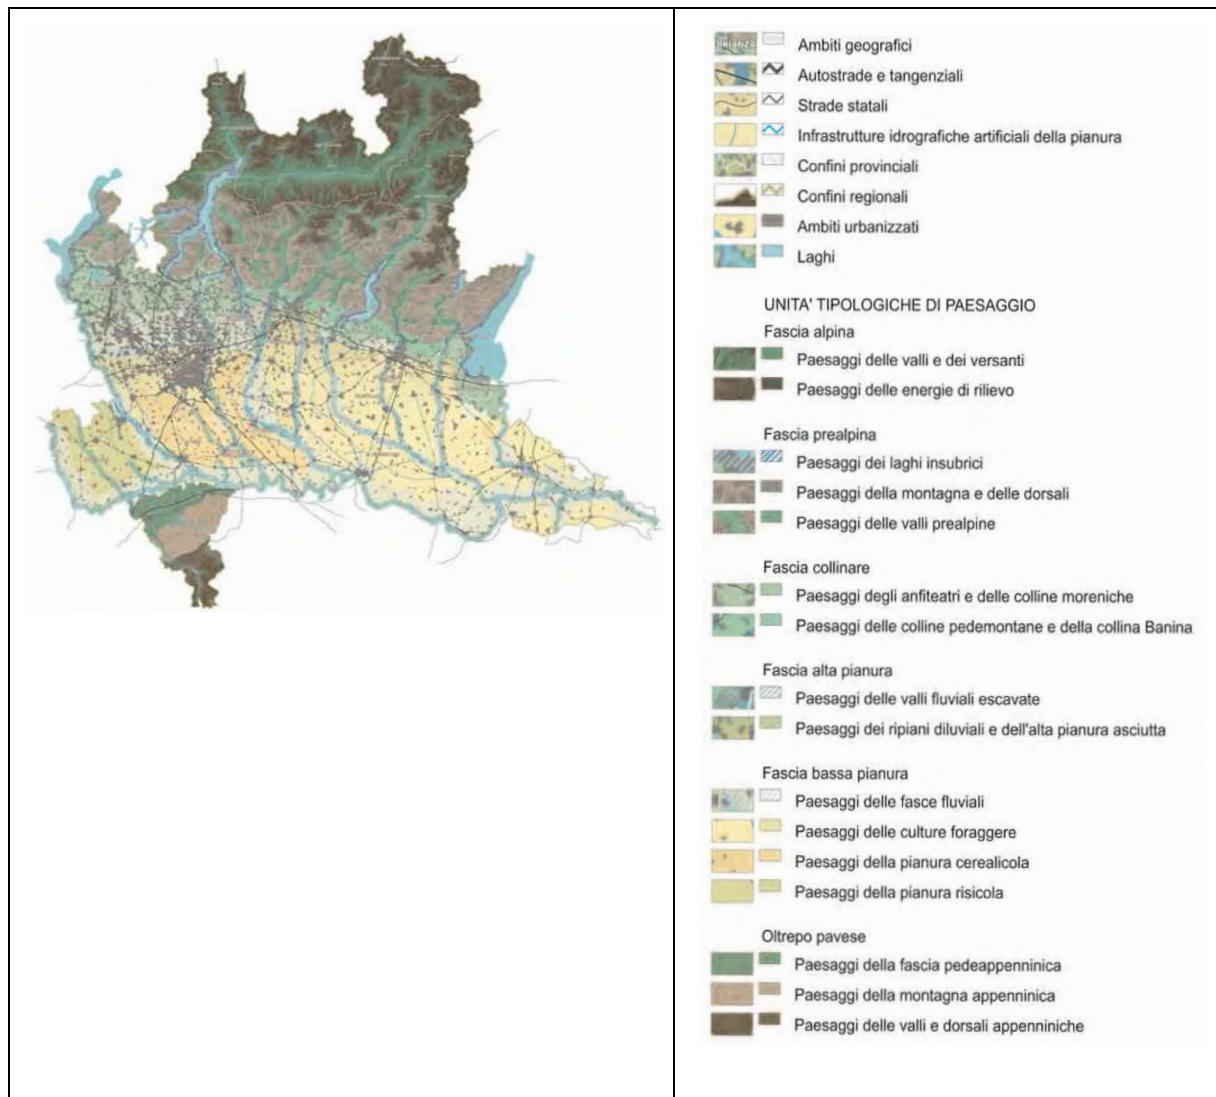 Ambiti geografici
Autostrade e tangenziali
Strade statali
Infrastrutture idrografiche artificiali della pianura
Confini provinciali
Confini regionali
Ambiti urbanizzati
Laghi
UNITA' TIPOLOGICHE DI PAESAGGIO
Fascia alpina
Paesaggi delle valli e dei versanti
Paesaggi delle energie di rilievo
Fascia prealpina
Paesaggi dei laghi insubrici
Paesaggi della montagna e delle dorsali
Paesaggi delle valli prealpine
Fascia collinare
Paesaggi degli anfiteatri e delle colline moreniche
Paesaggi delle colline pedemontane e della collina Banina
Fascia alta pianura
Paesaggi delle valli fluviali escavate
Paesaggi dei ripiani diluviali e dell'alta pianura asciutta
Fascia bassa pianura
Paesaggi delle fasce fluviali
Paesaggi delle culture foraggere
Paesaggi della pianura cerealicola
Paesaggi della pianura risicola
Oltrepo pavese
Paesaggi della fascia pedeappenninica
Paesaggi della montagna appenninica
Paesaggi delle valli e dorsali appenniniche